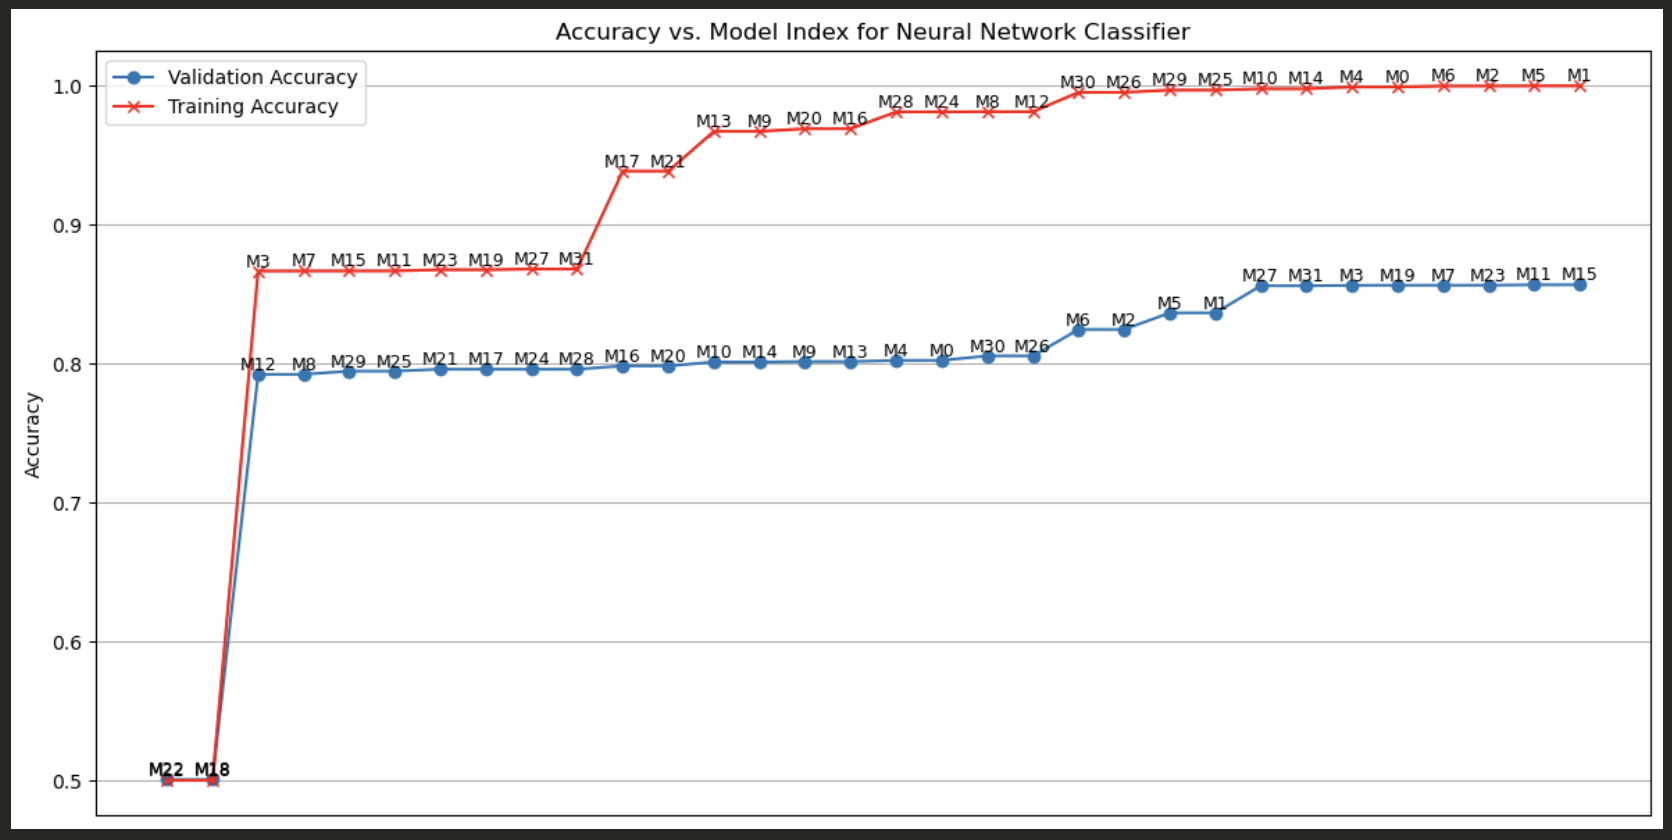 Accuracy vs. Model Index for Neural Network Classifier
Validation Accuracy
Training Accuracy
M30 M26 M29 M25 M10 M14 M4 M0 M6 M2 M5 M1
1.0
M28 M24 M8 M12
M13 M9 M20 M16
M17 M21
0.9
M3 M7 M15 M11 M23 M19 M27 M31
M27 M31 M3 M19 M7 M23 M11 M15
M5 M1
M6 M2
M12 M8 M29 M25 M21 M17 M24 M28 M16 M20 M10 M14 M9 M13 M4 M0 M30 M26
0.8
Accuracy
0.7
0.6
M22 M18
0.5